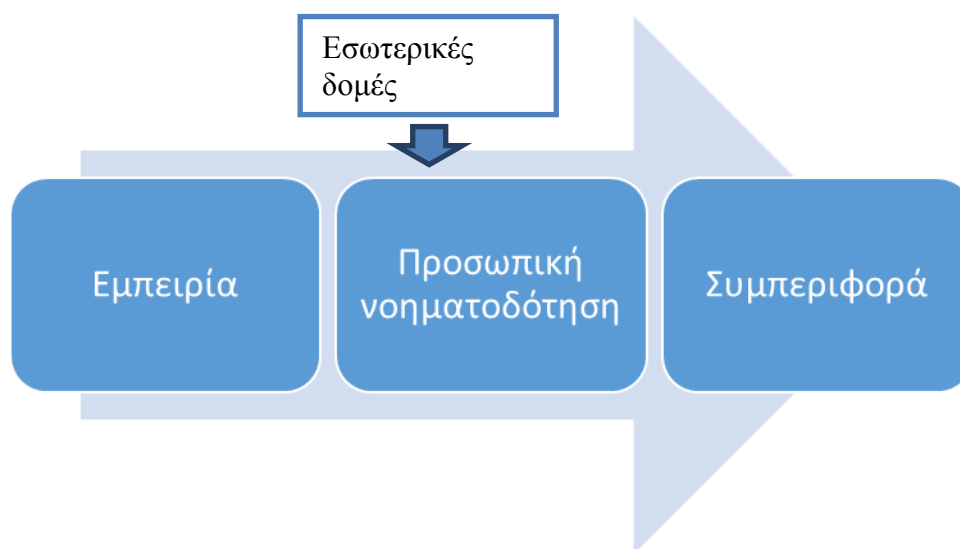 Εσωτερικές
δομές
Εμπειρία
Προσωπική
νοηματοδότηση
Συμπεριφορά